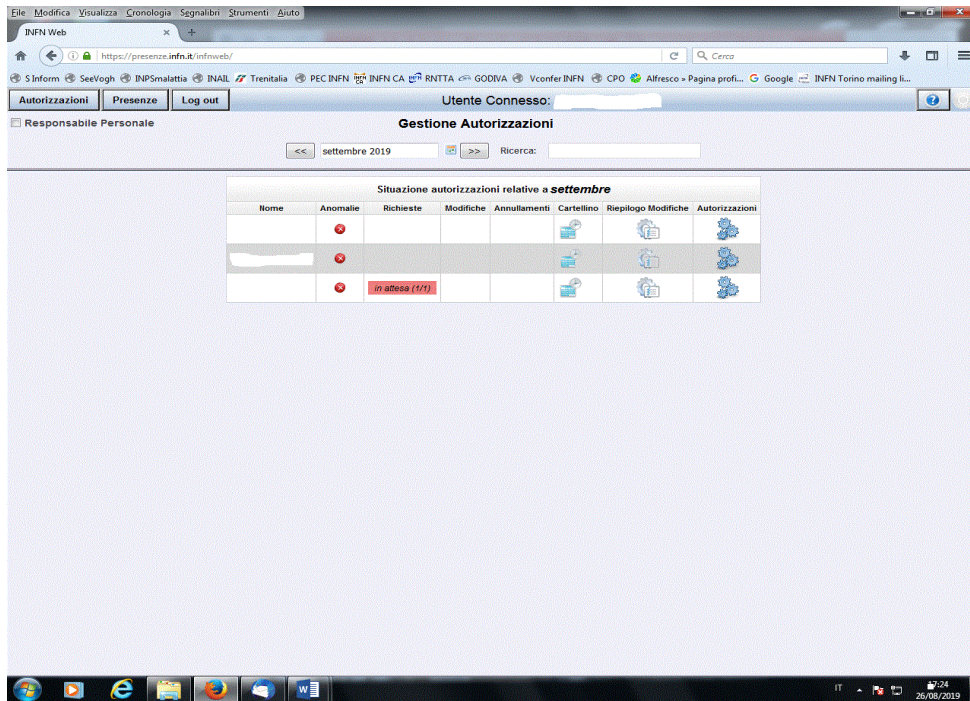 File Modifica Visualizza Cronologia Segnalibri Strumenti Aiuto
INFN Web
https://presenze.infn.it/infnweb/
Cerca
S Inform SeeVogh INPSmalattia INAIL Trenitalia PEC INFN INFN CA RNTTA GODIVA Vconfer INFN CPO Alfresco » Pagina profi... Google INFN Torino mailing li...
Autorizzazioni Presenze Log out Utente Connesso:
Responsabile Personale Gestione Autorizzazioni
<< settembre 2019 >> Ricerca:
Situazione autorizzazioni relative a settembre
Nome Anomalie Richieste Modifiche Annullamenti Cartellino Riepilogo Modifiche Autorizzazioni
in attesa (1/1)
IT 17:24
26/08/2019